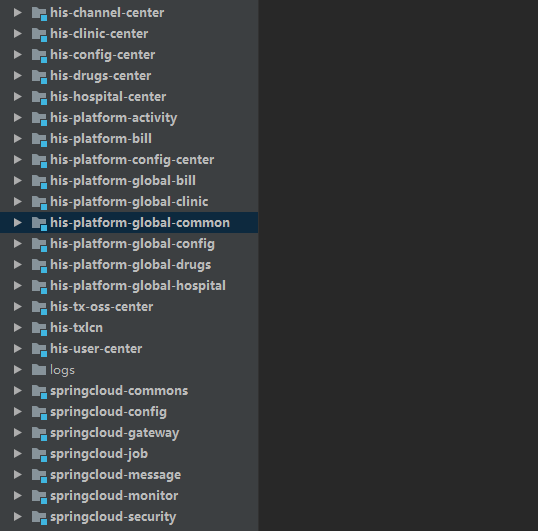 his-channel-center
his-clinic-center
his-config-center
his-drugs-center
his-hospital-center
his-platform-activity
his-platform-bill
his-platform-config-center
his-platform-global-bill
his-platform-global-clinic
his-platform-global-common
his-platform-global-config
his-platform-global-drugs
his-platform-global-hospital
his-tx-oss-center
his-txlcn
his-user-center
logs
springcloud-commons
springcloud-config
springcloud-gateway
springcloud-job
springcloud-message
springcloud-monitor
springcloud-security